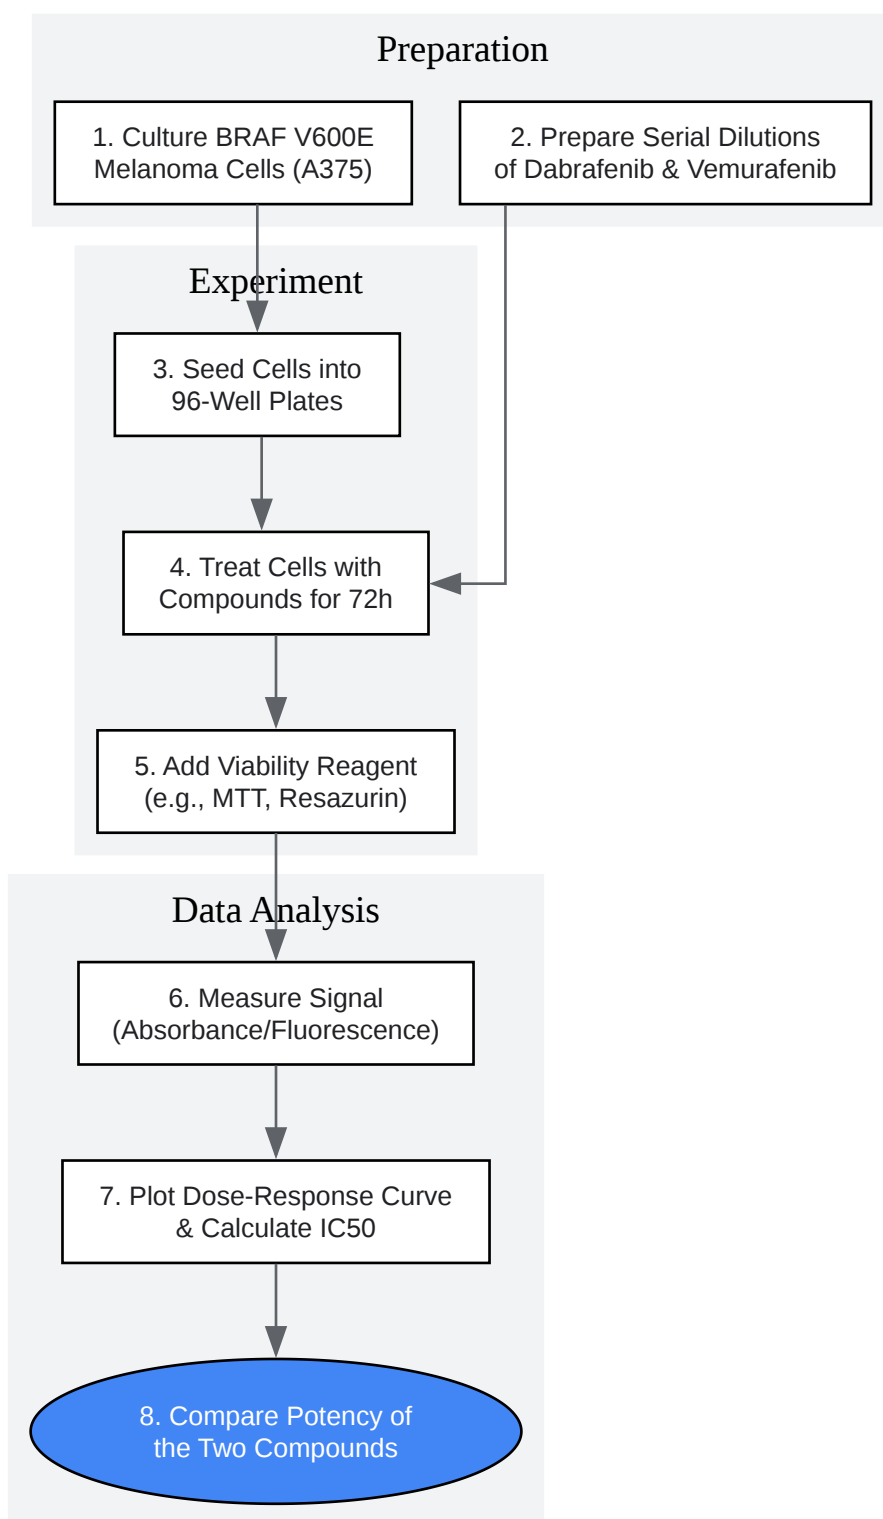 Preparation
1. Culture BRAF V600E
Melanoma Cells (A375)
2. Prepare Serial Dilutions
of Dabrafenib & Vemurafenib
Experiment
3. Seed Cells into
96-Well Plates
4. Treat Cells with
Compounds for 72h
5. Add Viability Reagent
(e.g., MTT, Resazurin)
Data Analysis
6. Measure Signal
(Absorbance/Fluorescence)
7. Plot Dose-Response Curve
& Calculate IC50
8. Compare Potency of
the Two Compounds